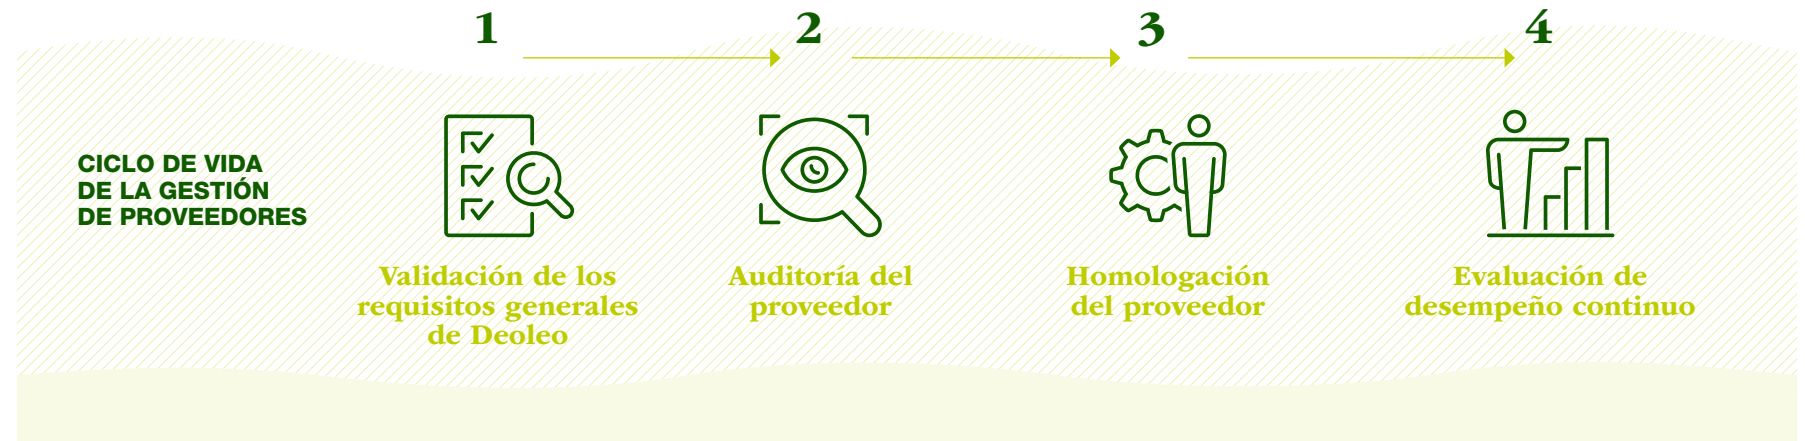 1
2
3
4
CICLO DE VIDA
DE LA GESTIÓN
DE PROVEEDORES
Validación de los
requisitos generales
de Deoleo
Auditoría del
proveedor
Homologación
del proveedor
Evaluación de
desempeño continuo